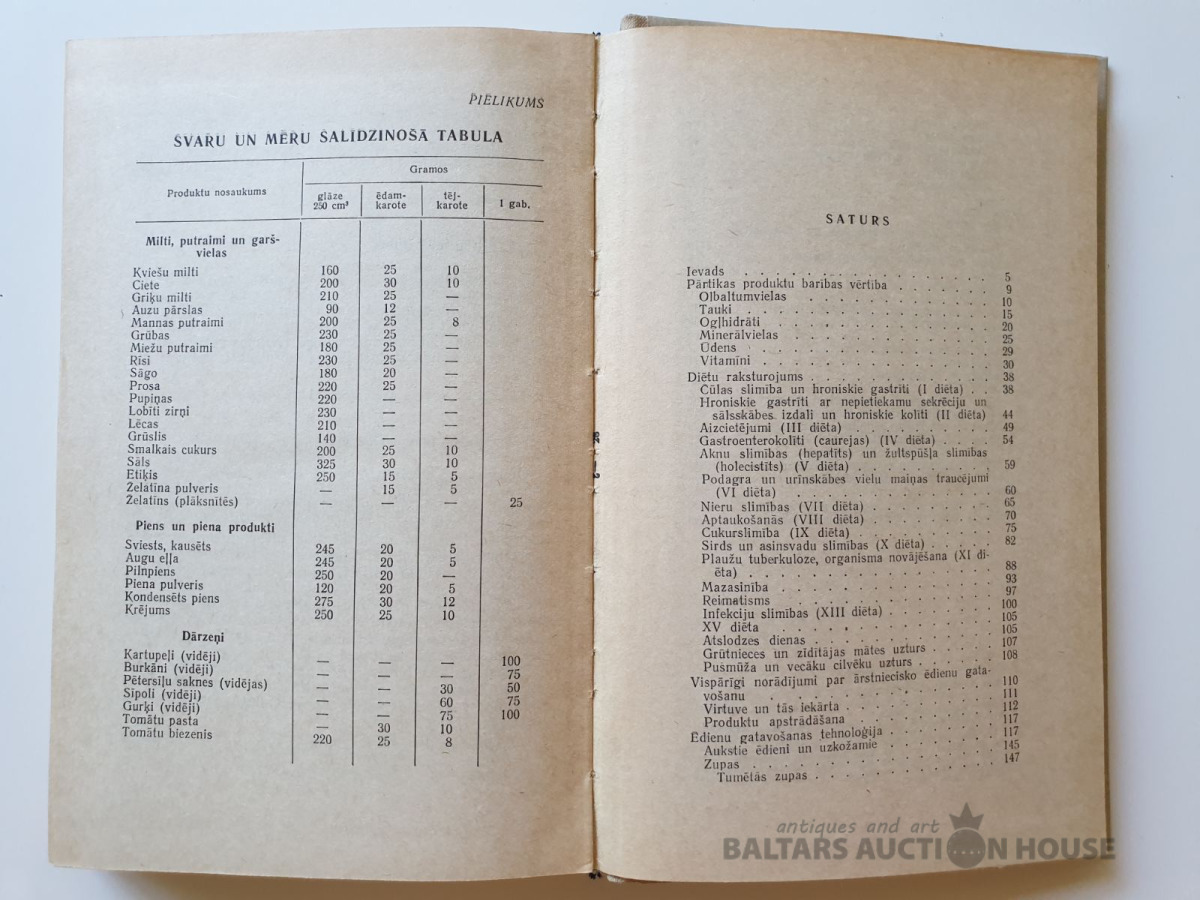 PIELIKUMS
SVARU UN MĒRU SALĪDZINOŠĀ TABULA
Produktu nosaukums
Gramos
glāze 250 cm³
ēdam-karote
tēj-karote
1 gab.
Milti, putraimi un garš-
vielas
Kviešu milti 160 25 10
Ciete 200 30 10
Griķu milti 210 25 —
Auzu pārslas 90 12 —
Mannas putraimi 200 25 8
Grūbas 230 25 —
Miežu putraimi 180 25 —
Rīsi 230 25 —
Sāgo 180 20 —
Prosa 220 25 —
Pupiņas 220 — —
Lobīti zirņi 230 — —
Lēcas 210 — —
Grūslis 140 — —
Smalkais cukurs 200 25 10
Sāls 325 30 10
Etiķis 250 15 5
Želatīna pulveris — 15 5
Želatīns (plāksnītēs) — — — 25
Piens un piena produkti
Sviests, kausēts 245 20 5
Augu eļļa 245 20 5
Pilnpiens 250 20 —
Piena pulveris 120 20 5
Kondensēts piens 275 30 12
Krējums 250 25 10
Dārzeņi
Kartupeļi (vidēji) — — — 100
Burkāni (vidēji) — — — 75
Pētersiļu saknes (vidējas) — — 30 50
Sīpoli (vidēji) — — 60 75
Gurķi (vidēji) — — 75 100
Tomātu pasta — 30 10
Tomātu biezenis 220 25 8
SATURS
Ievads . . . 5
Pārtikas produktu barības vērtība . . . 9
Olbaltumvielas . . . 10
Tauki . . . 15
Ogļhidrāti . . . 20
Minerālvielas . . . 25
Ūdens . . . 29
Vitamīni . . . 30
Diētu raksturojums . . . 38
Čūlas slimība un hroniskie gastrīti (I diēta) . . 38
Hroniskie gastrīti ar nepietiekamu sekrēciju un
sālsskābes izdali un hroniskie kolīti (II diēta) 44
Aizcietējumi (III diēta) . . . 49
Gastroenterokolīti (caurejas) (IV diēta) . . . 54
Aknu slimības (hepatīts) un žultspūšļa slimības
(holecistīts) (V diēta) . . . 59
Podagra un urīnskābes vielu maiņas traucējumi
(VI diēta) . . . 60
Nieru slimības (VII diēta) . . . 65
Aptaukošanās (VIII diēta) . . . 70
Cukurslimība (IX diēta) . . . 75
Sirds un asinsvadu slimības (X diēta) . . . 82
Plaužu tuberkuloze, organisma novājēšana (XI di-
ēta) . . . 88
Mazasinība . . . 93
Reimatisms . . . 97
Infekciju slimības (XIII diēta) . . . 100
XV diēta . . . 105
Atslodzes dienas . . . 105
Grūtnieces un zīdītājas mātes uzturs . . . 107
Pusmūža un vecāku cilvēku uzturs . . . 108
Vispārīgi norādījumi par ārstniecisko ēdienu gata-
vošanu . . . 110
Virtuve un tās iekārta . . . 111
Produktu apstrādāšana . . . 112
Ēdienu gatavošanas tehnoloģija . . . 117
Aukstie ēdieni un uzkožamie . . . 117
Zupas . . . 145
Tumētās zupas . . . 147
antiques and art
BALTARS AUCTION HOUSE